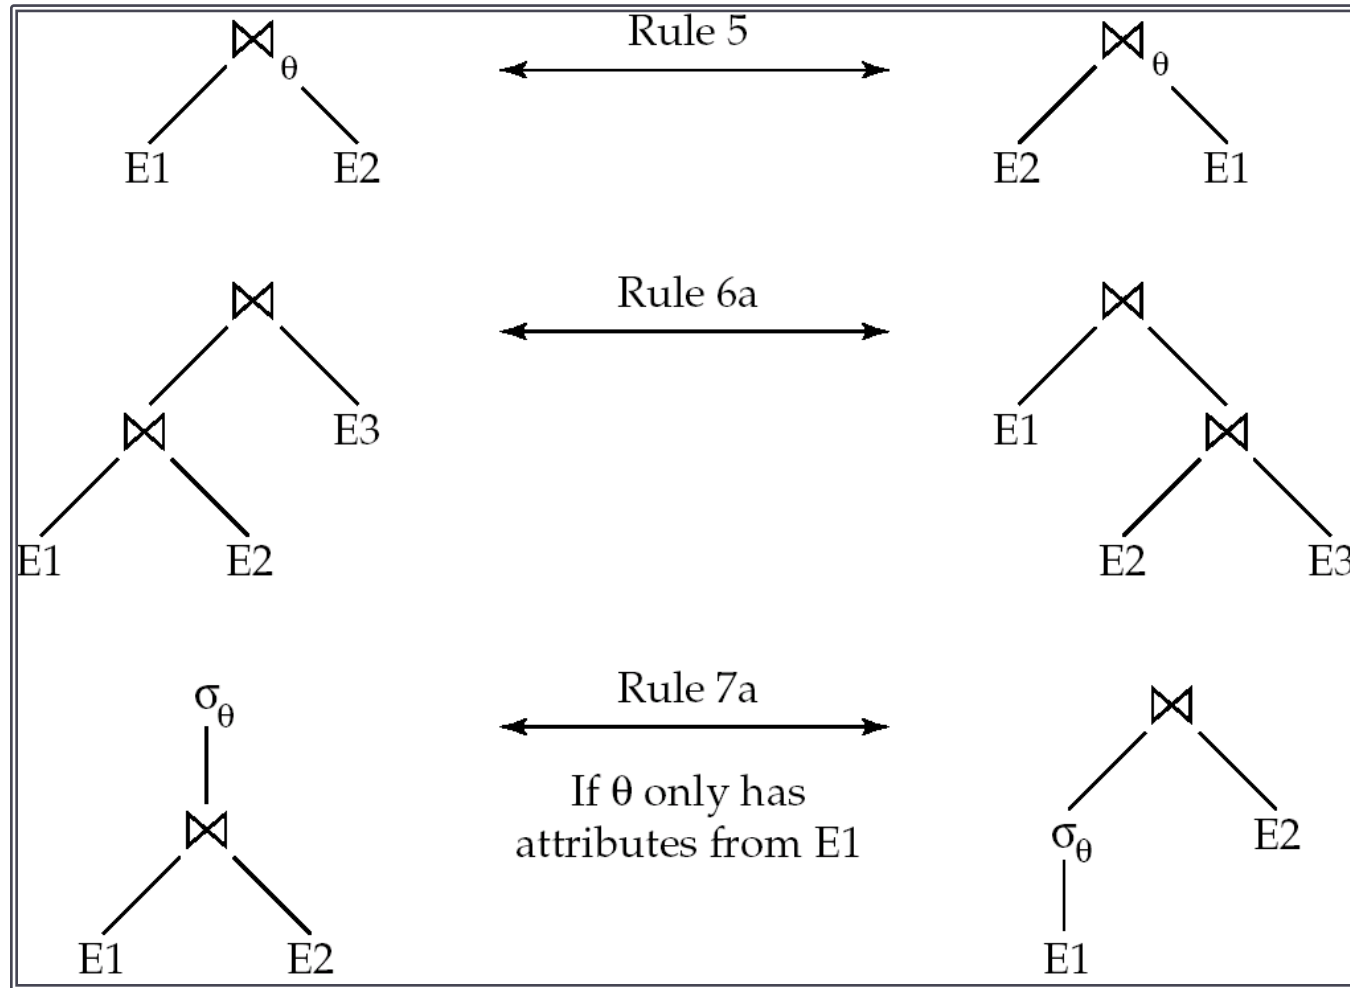 ⋈θ Rule 5 ⋈θ
E1 E2 E2 E1
⋈ Rule 6a ⋈
⋈ E3 E1 ⋈
E1 E2 E2 E3
σθ Rule 7a ⋈
If θ only has
⋈ attributes from E1 σθ E2
E1 E2 E1